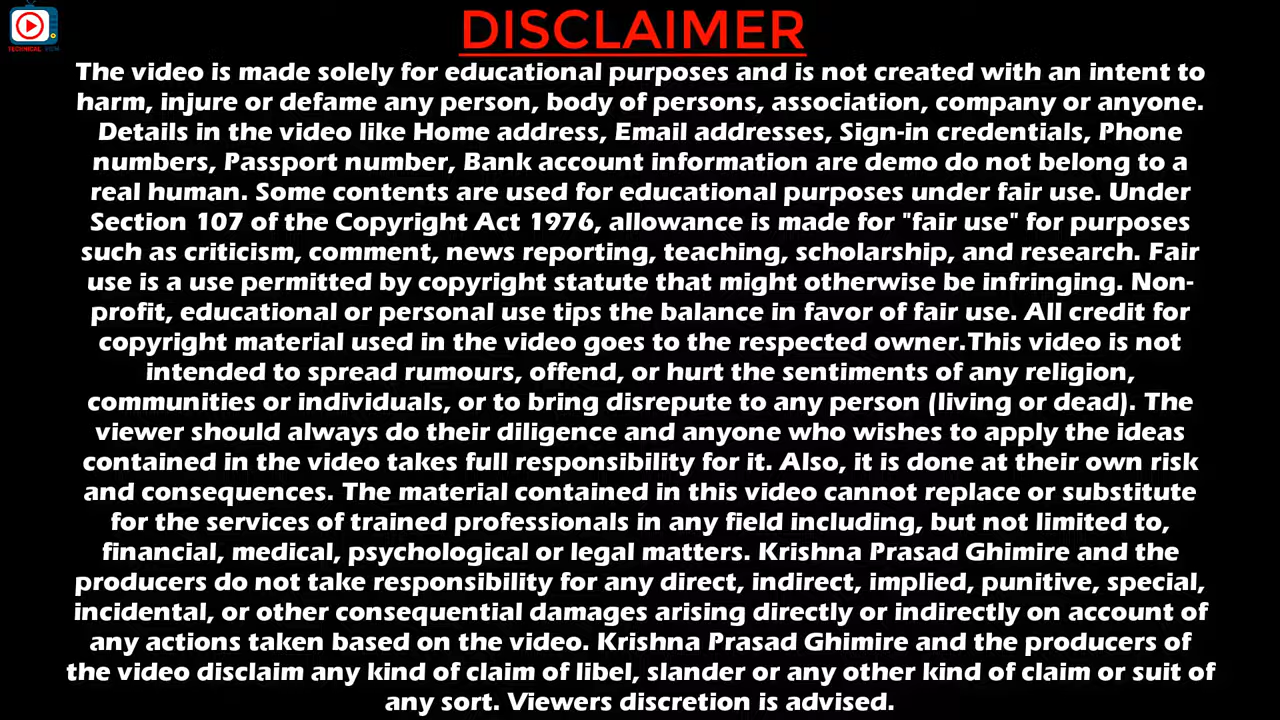 TECHNICAL VIEW
DISCLAIMER
The video is made solely for educational purposes and is not created with an intent to
harm, injure or defame any person, body of persons, association, company or anyone.
Details in the video like Home address, Email addresses, Sign-in credentials, Phone
numbers, Passport number, Bank account information are demo do not belong to a
real human. Some contents are used for educational purposes under fair use. Under
Section 107 of the Copyright Act 1976, allowance is made for "fair use" for purposes
such as criticism, comment, news reporting, teaching, scholarship, and research. Fair
use is a use permitted by copyright statute that might otherwise be infringing. Non-
profit, educational or personal use tips the balance in favor of fair use. All credit for
copyright material used in the video goes to the respected owner.This video is not
intended to spread rumours, offend, or hurt the sentiments of any religion,
communities or individuals, or to bring disrepute to any person (living or dead). The
viewer should always do their diligence and anyone who wishes to apply the ideas
contained in the video takes full responsibility for it. Also, it is done at their own risk
and consequences. The material contained in this video cannot replace or substitute
for the services of trained professionals in any field including, but not limited to,
financial, medical, psychological or legal matters. Krishna Prasad Ghimire and the
producers do not take responsibility for any direct, indirect, implied, punitive, special,
incidental, or other consequential damages arising directly or indirectly on account of
any actions taken based on the video. Krishna Prasad Ghimire and the producers of
the video disclaim any kind of claim of libel, slander or any other kind of claim or suit of
any sort. Viewers discretion is advised.